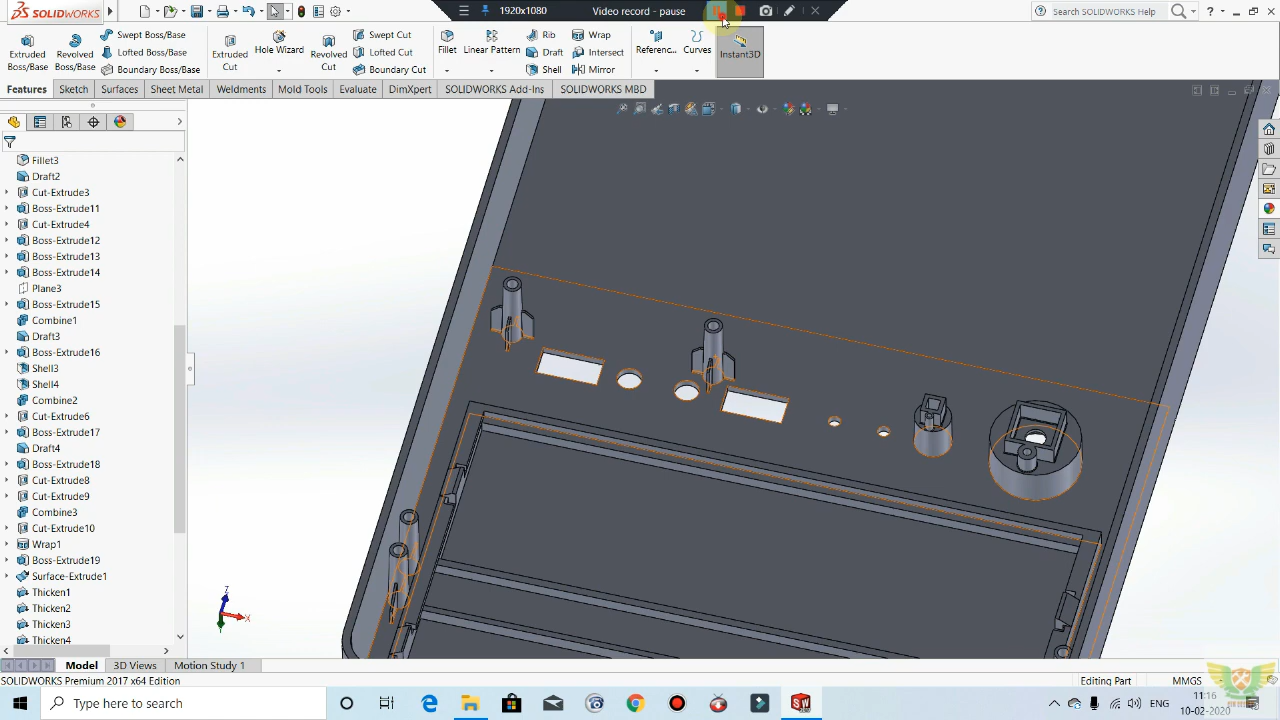 SOLIDWORKS
1920x1080
Video record - pause
Search SOLIDWORKS Help
Extruded Boss/Base
Revolved Boss/Base
Swept Boss/Base
Lofted Boss/Base
Boundary Boss/Base
Extruded Cut
Hole Wizard
Revolved Cut
Swept Cut
Lofted Cut
Boundary Cut
Fillet
Linear Pattern
Rib
Draft
Shell
Wrap
Intersect
Mirror
Referenc...
Curves
Instant3D
Features
Sketch
Surfaces
Sheet Metal
Weldments
Mold Tools
Evaluate
DimXpert
SOLIDWORKS Add-Ins
SOLIDWORKS MBD
Fillet3
Draft2
Cut-Extrude3
Boss-Extrude11
Cut-Extrude4
Boss-Extrude12
Boss-Extrude13
Boss-Extrude14
Plane3
Boss-Extrude15
Combine1
Draft3
Boss-Extrude16
Shell3
Shell4
Combine2
Cut-Extrude6
Boss-Extrude17
Draft4
Boss-Extrude18
Cut-Extrude8
Cut-Extrude9
Combine3
Cut-Extrude10
Wrap1
Boss-Extrude19
Surface-Extrude1
Thicken1
Thicken2
Thicken3
Thicken4
Z
X
Model
3D Views
Motion Study 1
SOLIDWORKS Premium 2017 x64 Edition
Editing Part
MMGS
Type here to search
ENG
11:16
10-02-2020